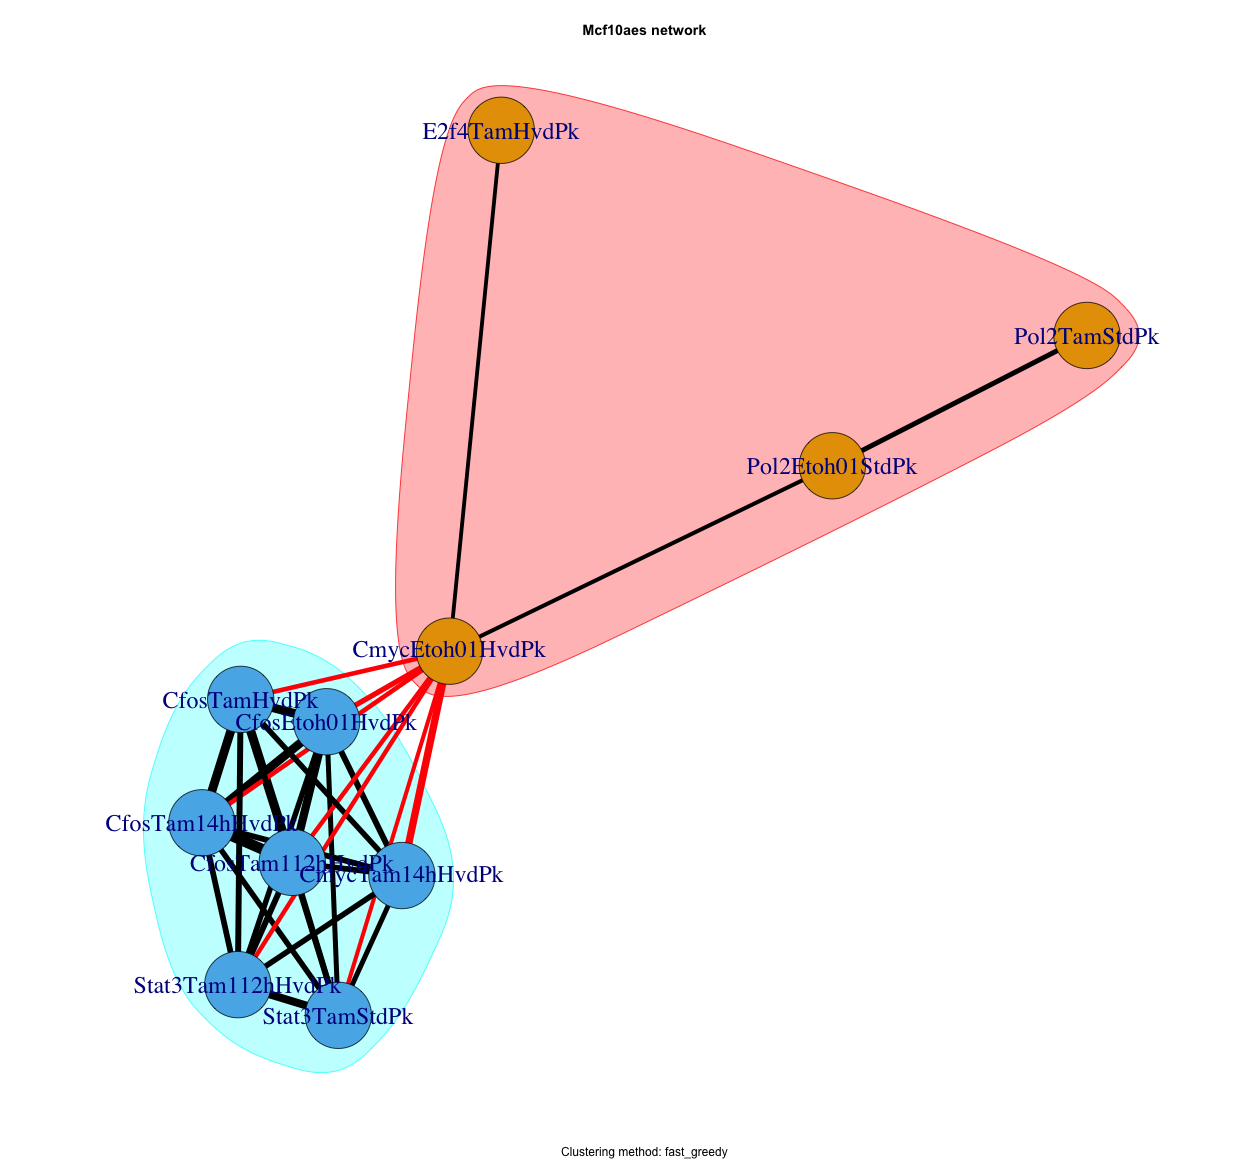 Mcf10aes network
E2f4TamHvdPk
Pol2TamStdPk
Pol2Etoh01StdPk
CmycEtoh01HvdPk
CfosTamHvdPk
CfosEtoh01HvdPk
CfosTam14hHvdPk
CfosTam112hHvdPk
CmycTam14hHvdPk
Stat3Tam112hHvdPk
Stat3TamStdPk
Clustering method: fast_greedy